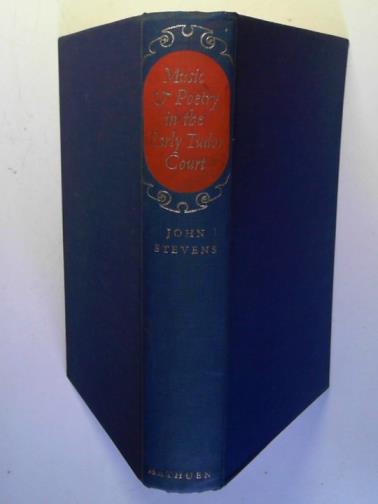 Music
& Poetry
in the
Early Tudor
Court
JOHN
STEVENS
METHUEN